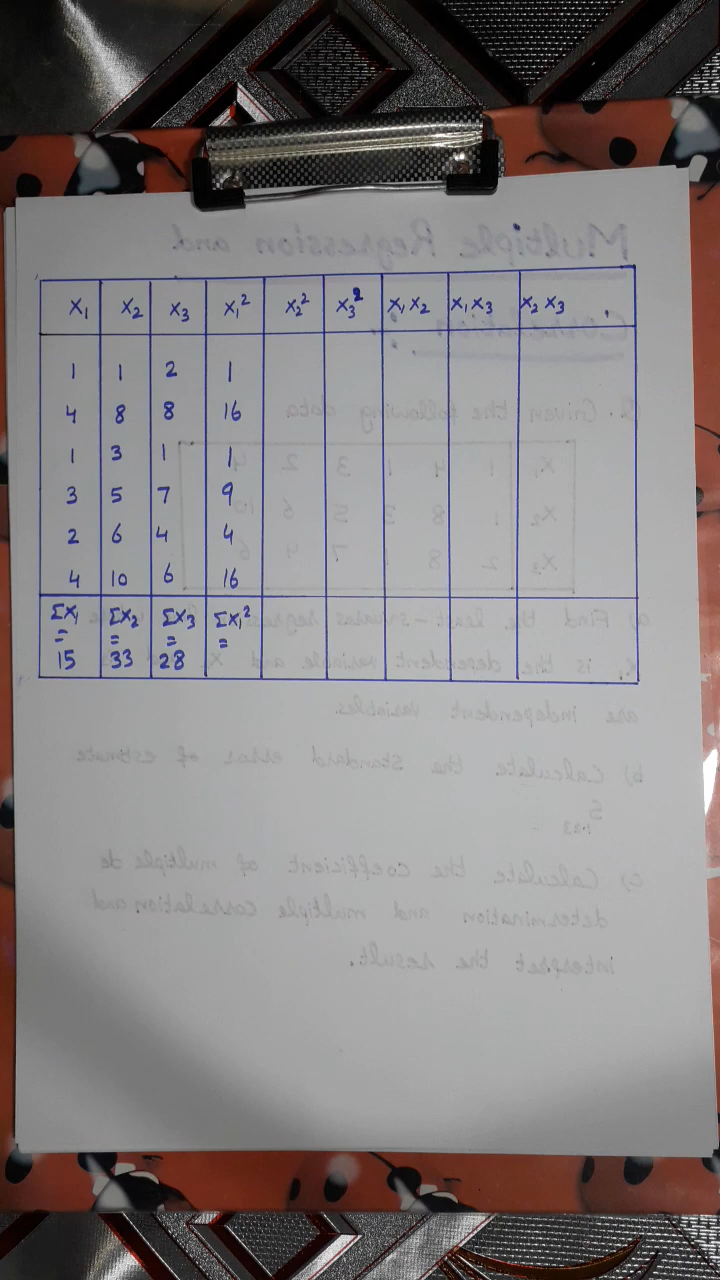 X₁ X₂ X₃ X₁² X₂² X₃² X₁X₂ X₁X₃ X₂X₃
1 1 2 1
4 8 8 16
1 3 1 1
3 5 7 9
2 6 4 4
4 10 6 16
ΣX₁ ΣX₂ ΣX₃ ΣX₁²
= = = =
15 33 28